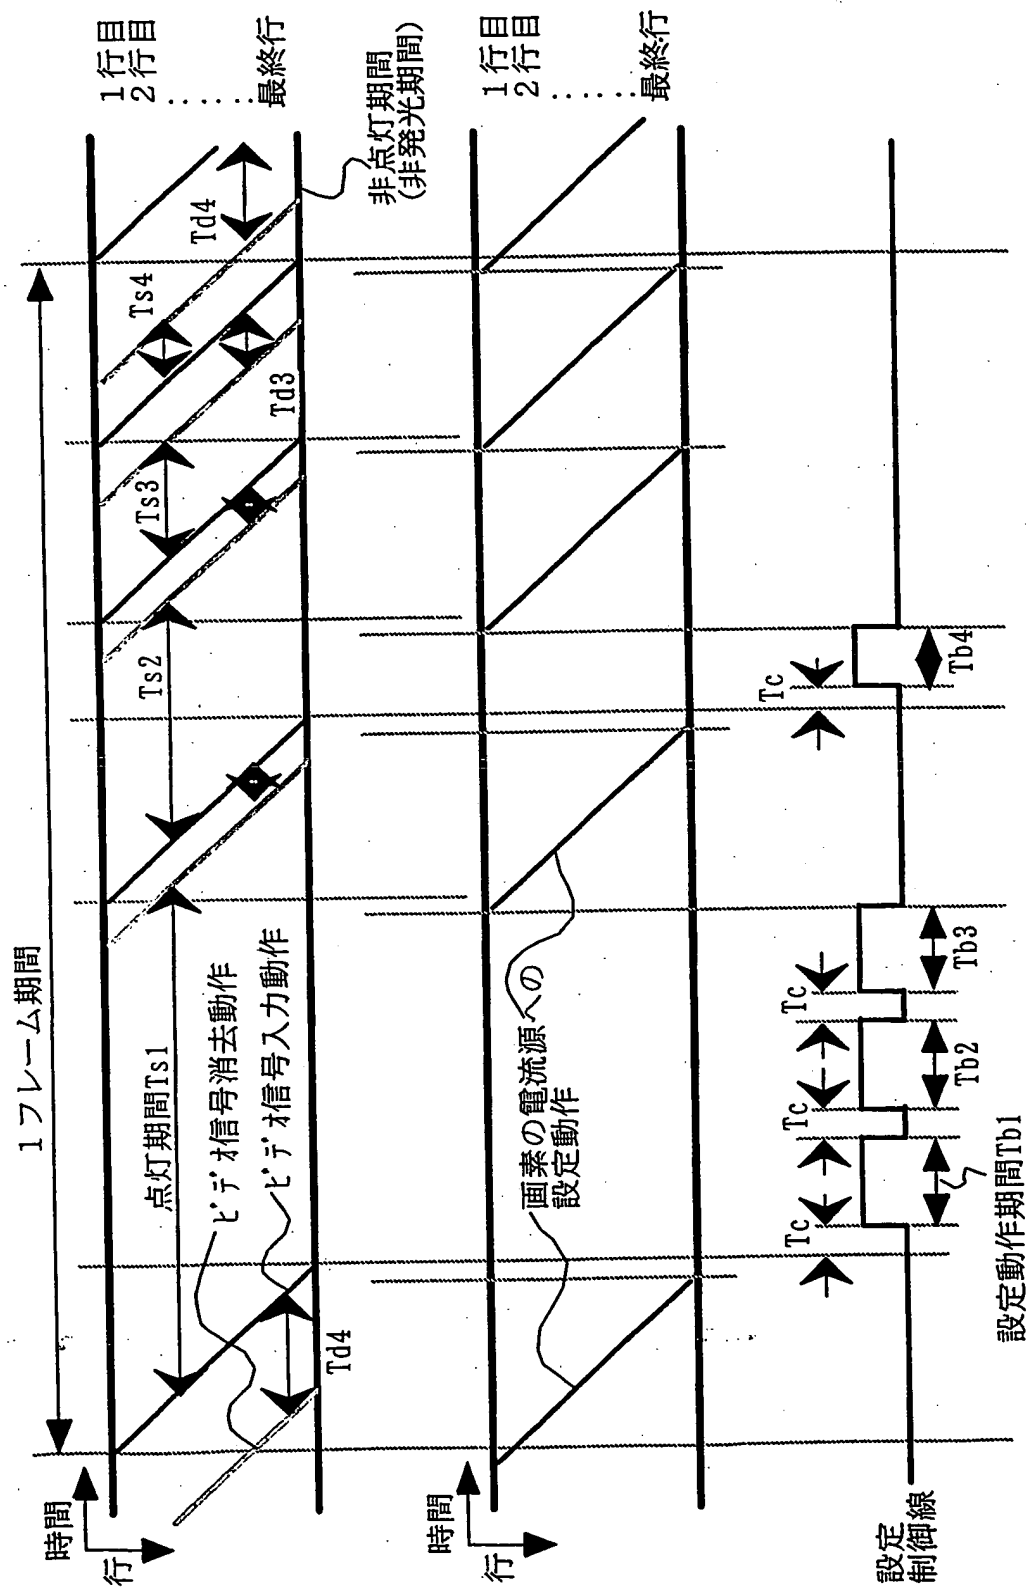 1フレーム期間
1行目
2行目
......
最終行
時間
行
点灯期間Ts1
Ts2
Ts3
Ts4
Td4
Td3
Td4
ビデオ信号消去動作
ビデオ信号入力動作
非点灯期間
(非発光期間)
1行目
2行目
......
最終行
時間
行
画素の電流源への
設定動作
Tc
Tc
Tc
Tc
設定
制御線
設定動作期間Tb1
Tb2
Tb3
Tb4